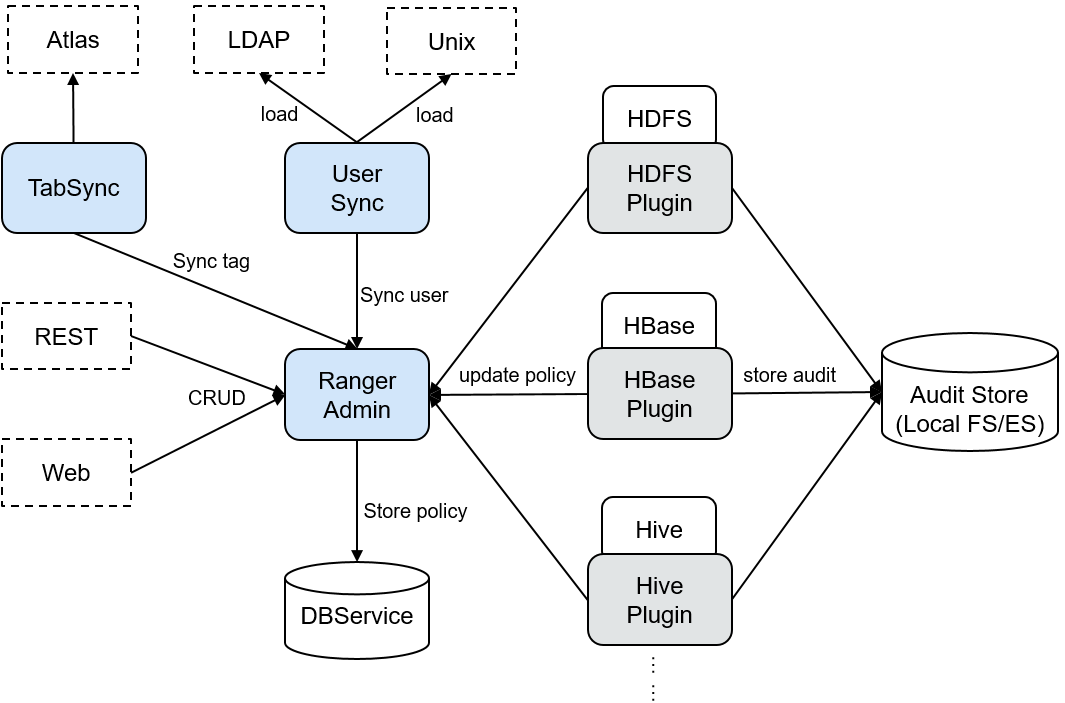 Atlas
LDAP
Unix
load
load
HDFS
TabSync
User
Sync
HDFS
Plugin
Sync tag
Sync user
REST
HBase
CRUD
Ranger
Admin
update policy
HBase
Plugin
store audit
Audit Store
(Local FS/ES)
Web
Store policy
Hive
DBService
Hive
Plugin